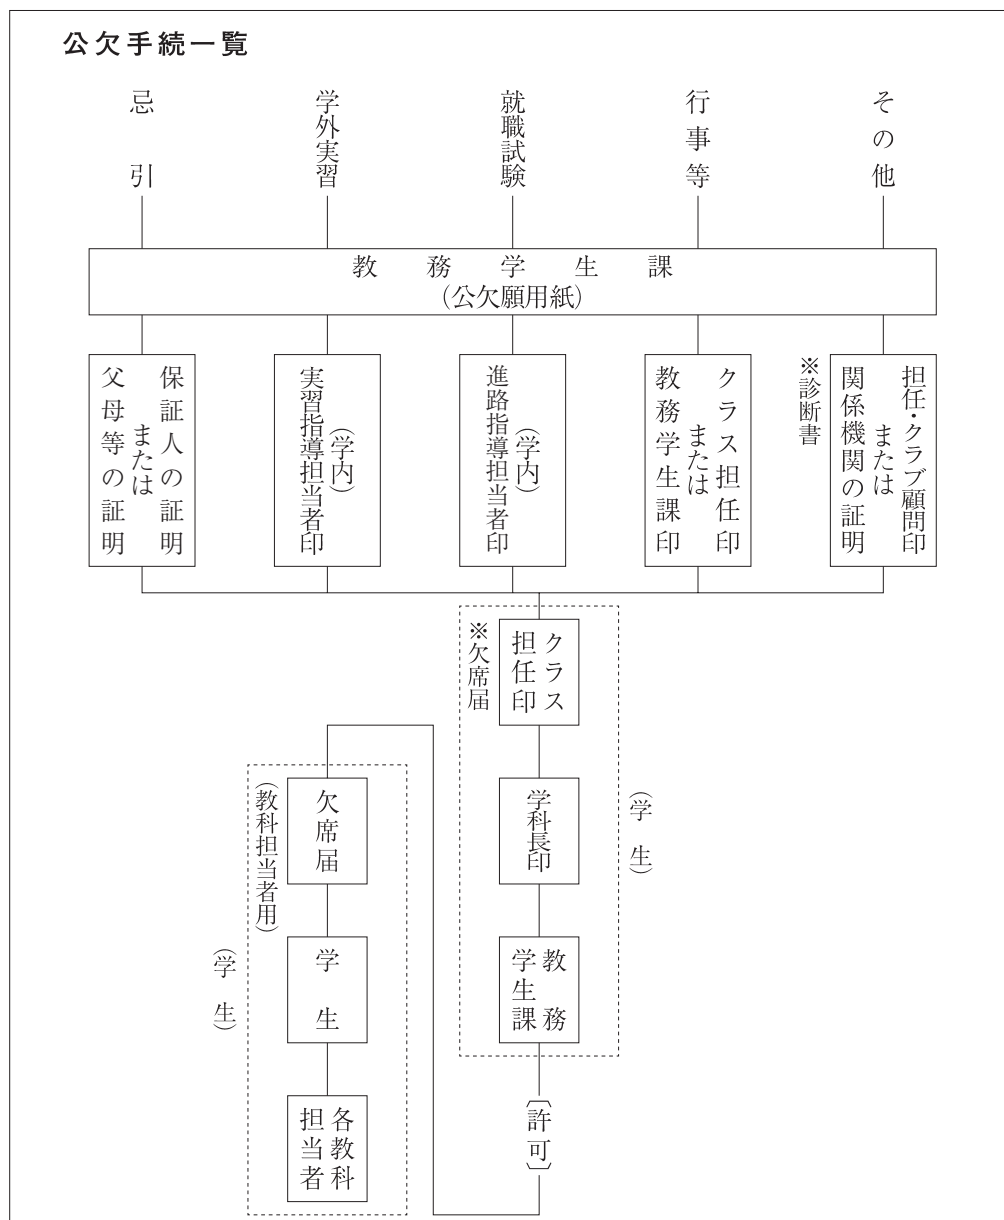 公欠手続一覧
忌引
学外実習
就職試験
行事等
その他
教務学生課
(公欠願用紙)
保証人の証明
または
父母等の証明
(学内)
実習指導担当者印
(学内)
進路指導担当者印
クラス担任印
または
教務学生課印
担任・クラブ顧問印
または
関係機関の証明
※診断書
クラス
担任印
※欠席届
学科長印
(学生)
教務
学生課
〔許可〕
欠席届
(教科担当者用)
学生
(学生)
各教科
担当者